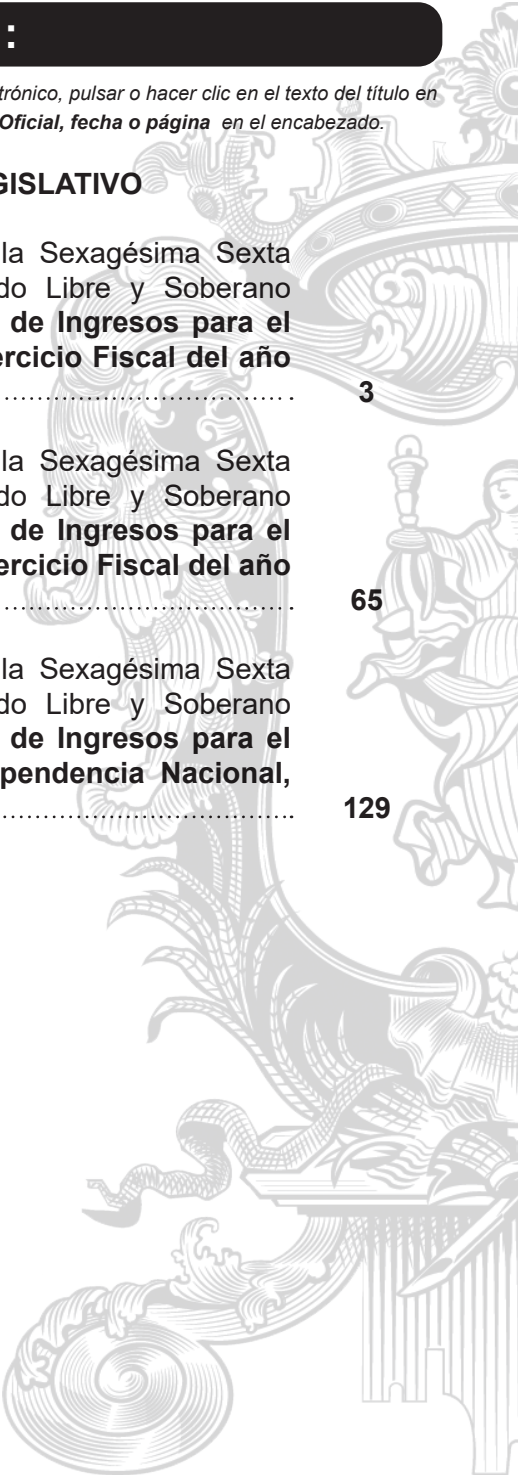 :
trónico, pulsar o hacer clic en el texto del título en
Oficial, fecha o página en el encabezado.
GISLATIVO
la Sexagésima Sexta
do Libre y Soberano
de Ingresos para el
ercicio Fiscal del año
.................................... 3
la Sexagésima Sexta
do Libre y Soberano
de Ingresos para el
ercicio Fiscal del año
.................................... 65
la Sexagésima Sexta
do Libre y Soberano
de Ingresos para el
pendencia Nacional,
.................................... 129